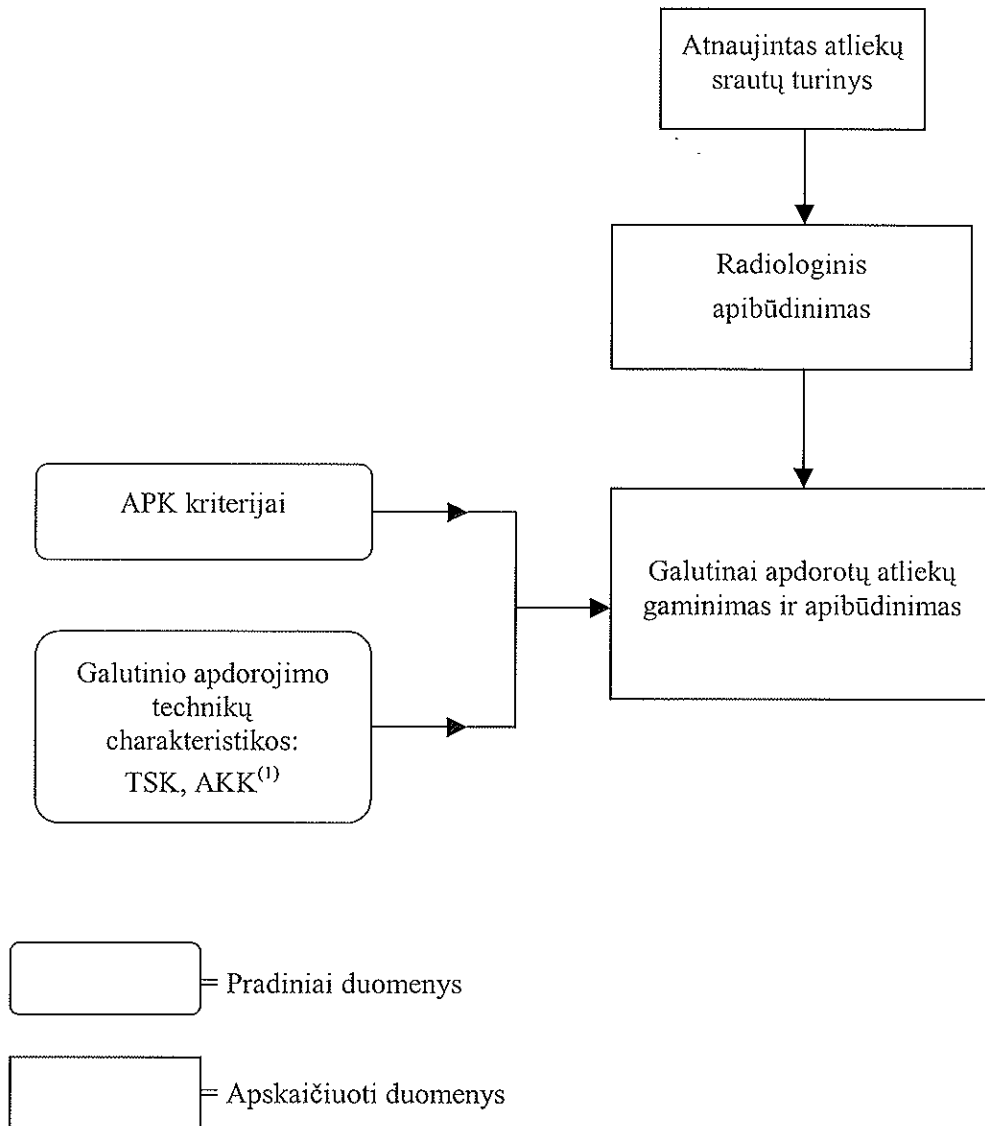 Atnaujintas atliekų
srautų turinys
Radiologinis
apibūdinimas
APK kriterijai
Galutinai apdorotų atliekų
gaminimas ir apibūdinimas
Galutinio apdorojimo
technikų
charakteristikos:
TSK, AKK(1)
= Pradiniai duomenys
= Apskaičiuoti duomenys